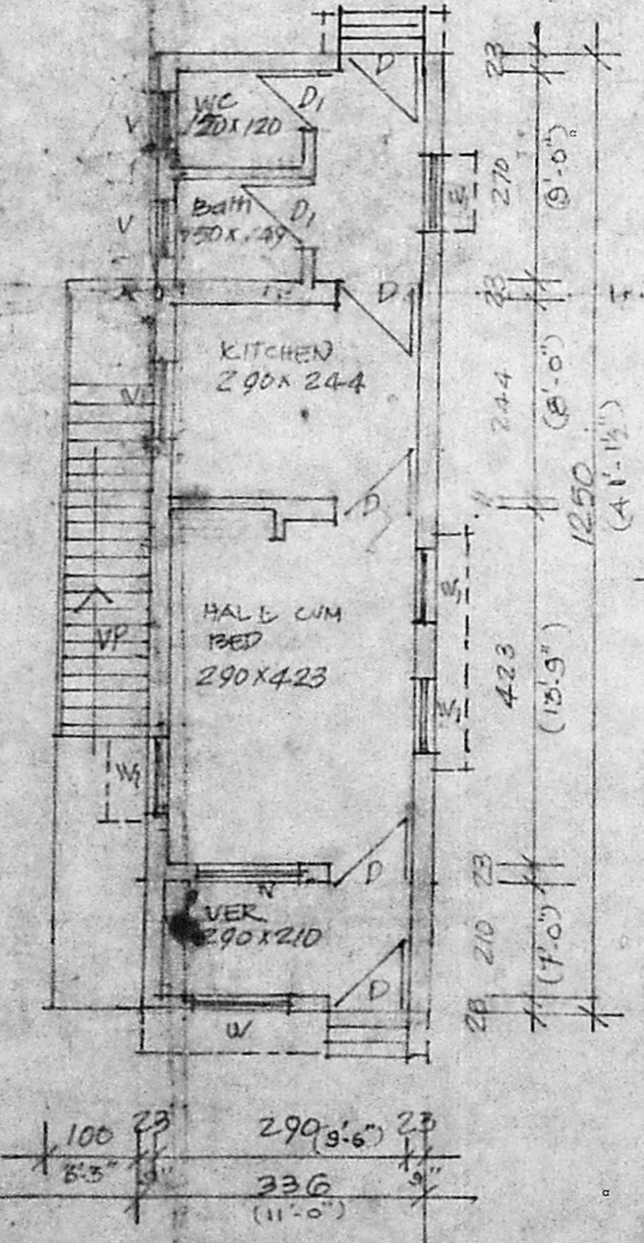 D
23
WC
D1
V
120x120
W
270
(9'-0")
Bath
D1
V
150x149
D
23
KITCHEN
290x244
244
(8'-0")
D
11
1250
(41'-1½")
HALL CUM
BED
290x423
W1
W1
423
(13'-9")
UP
W1
D
23
W
VER
290x210
210
(7'-0")
D
23
W
100
23
290 (9'-6")
23
3'-3"
9"
336
9"
(11'-0")